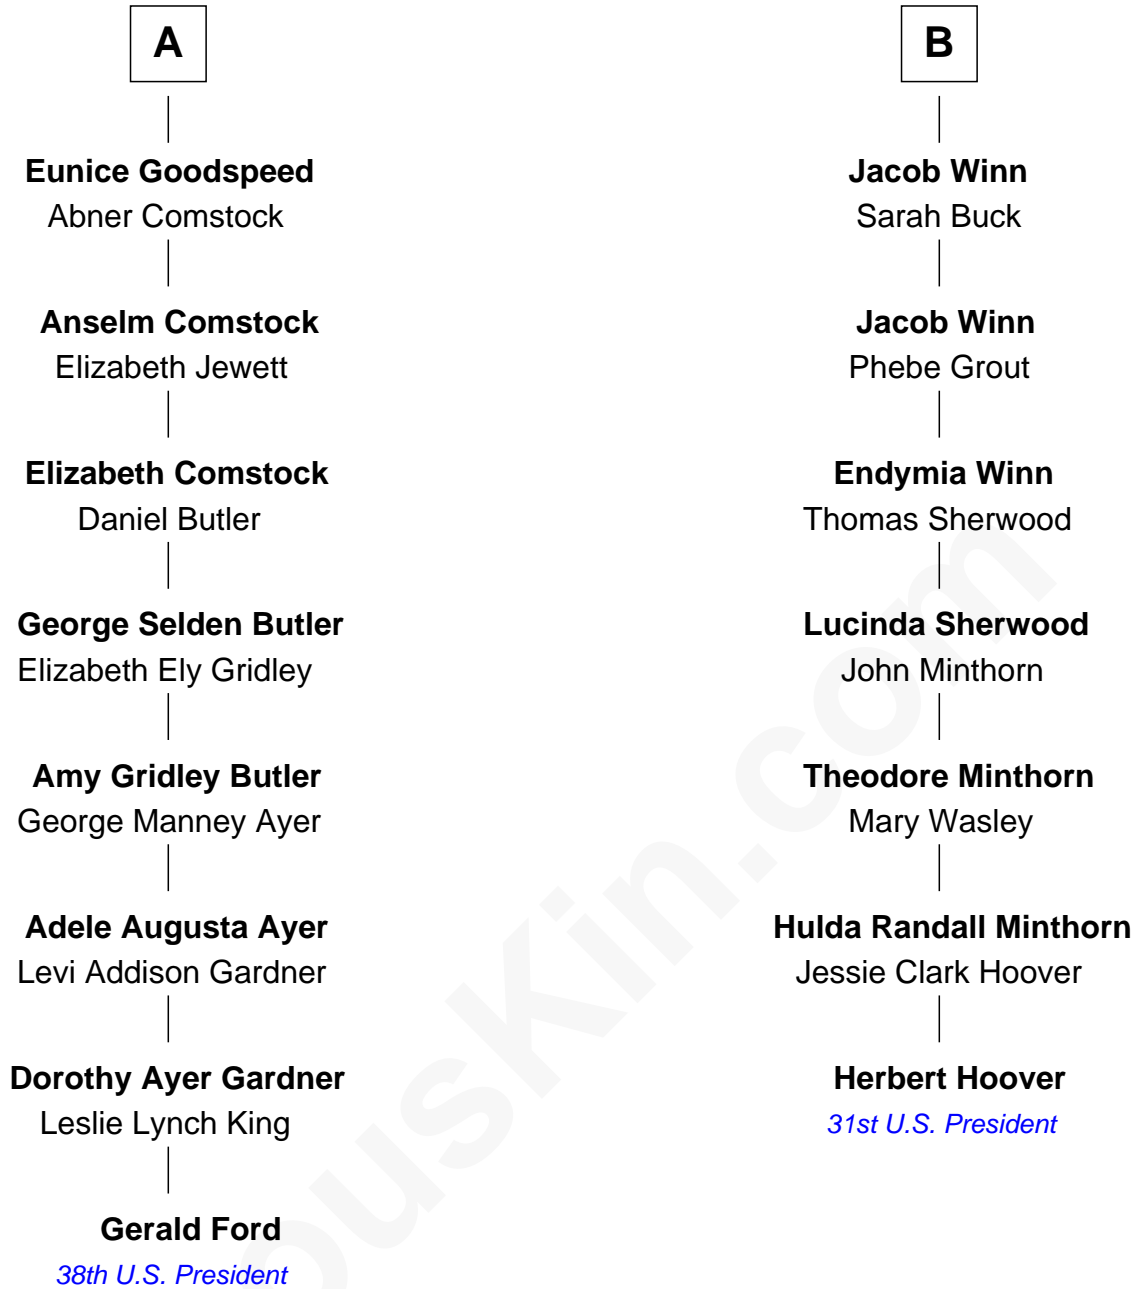 A
Eunice Goodspeed
Abner Comstock
Anselm Comstock
Elizabeth Jewett
Elizabeth Comstock
Daniel Butler
George Selden Butler
Elizabeth Ely Gridley
Amy Gridley Butler
George Manney Ayer
Adele Augusta Ayer
Levi Addison Gardner
Dorothy Ayer Gardner
Leslie Lynch King
Gerald Ford
38th U.S. President
B
Jacob Winn
Sarah Buck
Jacob Winn
Phebe Grout
Endymia Winn
Thomas Sherwood
Lucinda Sherwood
John Minthorn
Theodore Minthorn
Mary Wasley
Hulda Randall Minthorn
Jessie Clark Hoover
Herbert Hoover
31st U.S. President
ousKin.com